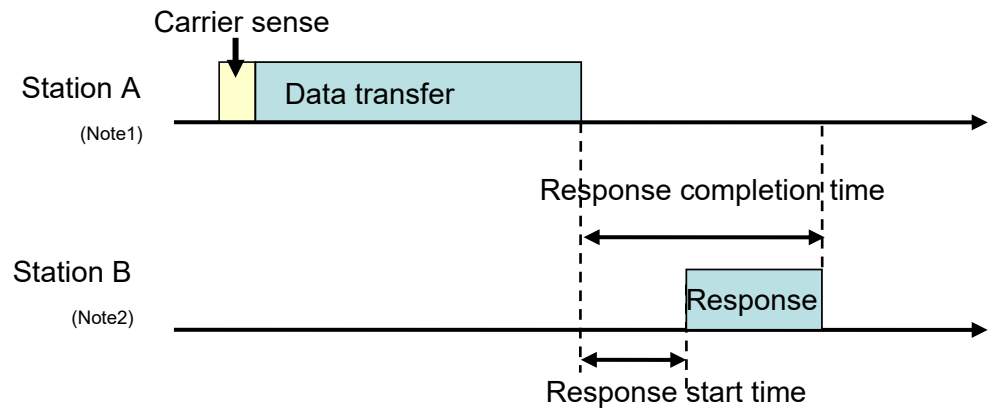 Carrier sense
Station A
Data transfer
(Note1)
Response completion time
Station B
Response
(Note2)
Response start time